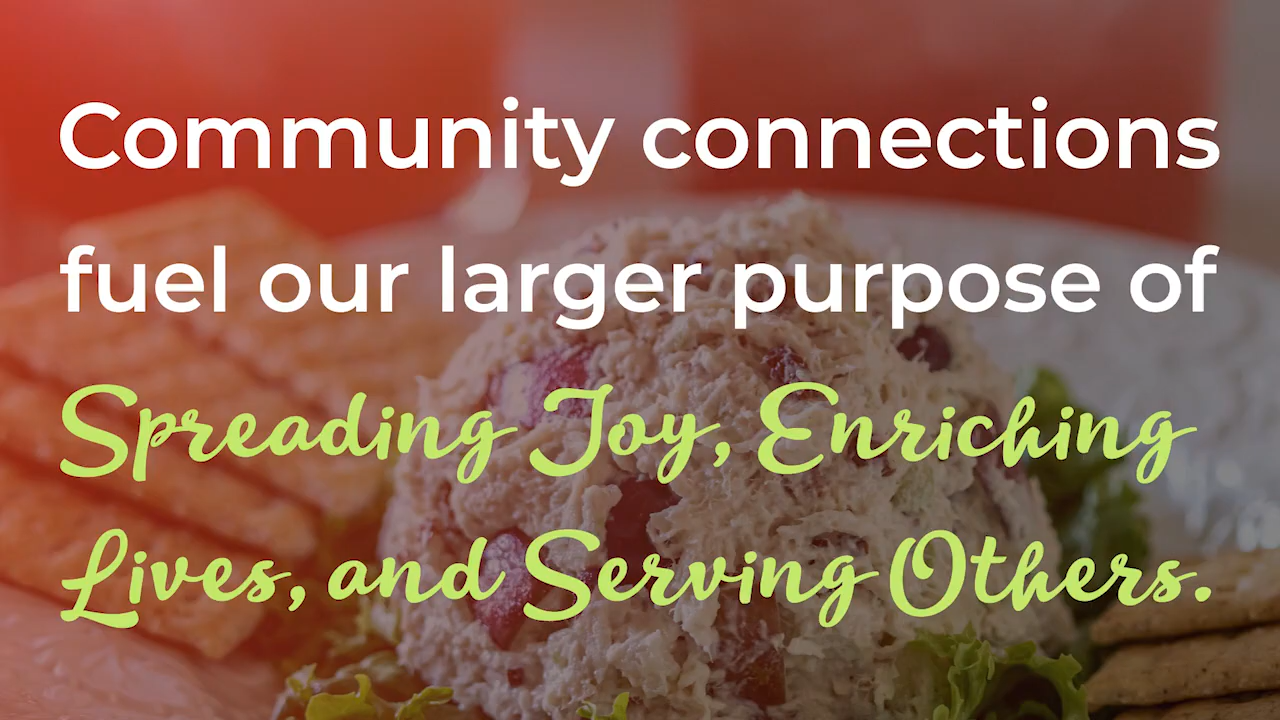 Community connections
fuel our larger purpose of
Spreading Joy, Enriching
Lives, and Serving Others.